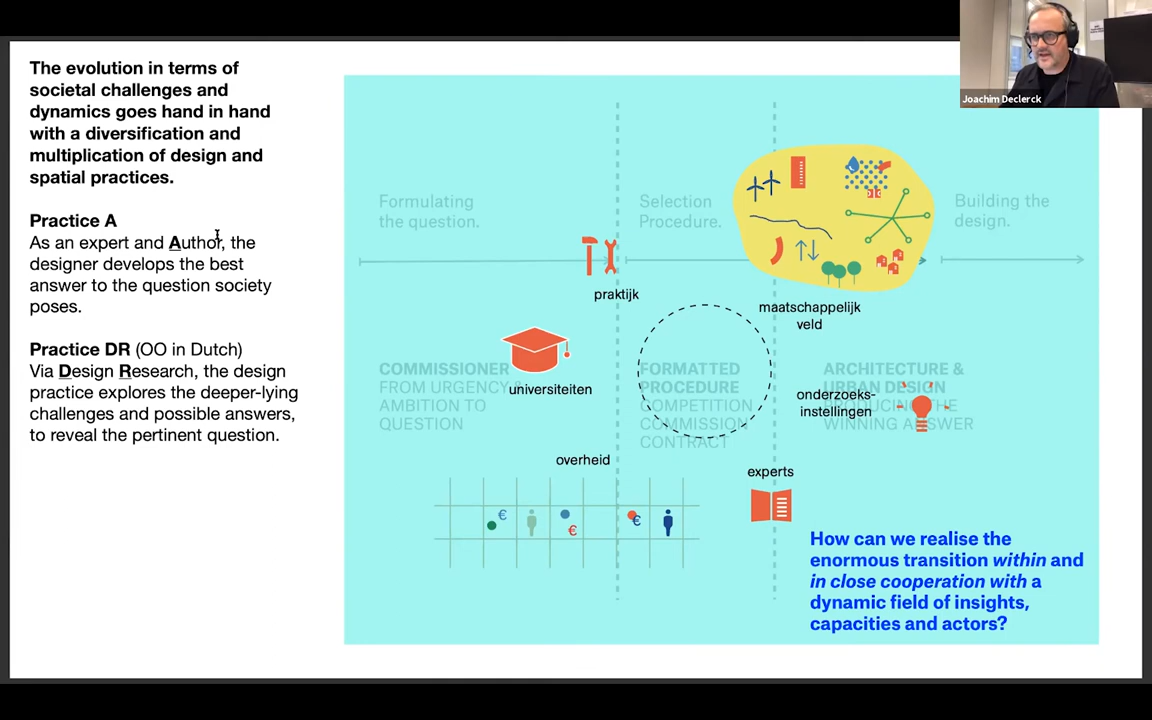 The evolution in terms of
societal challenges and
dynamics goes hand in hand
with a diversification and
multiplication of design and
spatial practices.
Practice A
As an expert and Author, the
designer develops the best
answer to the question society
poses.
Practice DR (OO in Dutch)
Via Design Research, the design
practice explores the deeper-lying
challenges and possible answers,
to reveal the pertinent question.
Joachim Declerck
Formulating
the question.
Selection
Procedure.
Building the
design.
praktijk
maatschappelijk
veld
COMMISSIONER
FROM URGENCY &
AMBITION TO
QUESTION
universiteiten
FORMATTED
PROCEDURE
COMPETITION
COMMISSION
CONTRACT
ARCHITECTURE &
URBAN DESIGN
PRODUCING THE
WINNING ANSWER
onderzoeks-
instellingen
overheid
experts
€
€
€
How can we realise the
enormous transition within and
in close cooperation with a
dynamic field of insights,
capacities and actors?